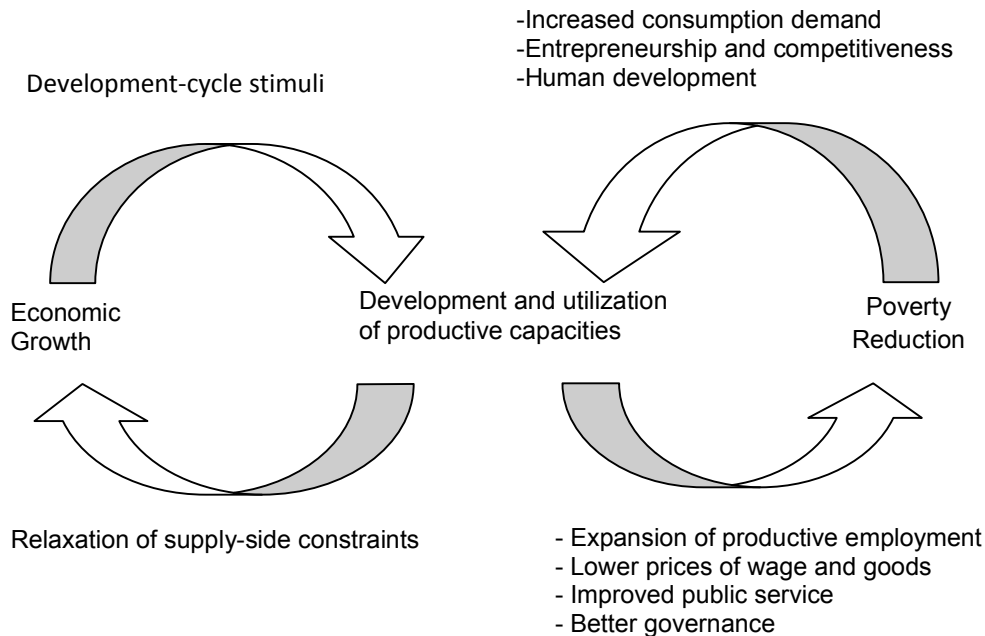 -Increased consumption demand
-Entrepreneurship and competitiveness
-Human development
Development-cycle stimuli
Economic
Growth
Development and utilization
of productive capacities
Poverty
Reduction
Relaxation of supply-side constraints
- Expansion of productive employment
- Lower prices of wage and goods
- Improved public service
- Better governance